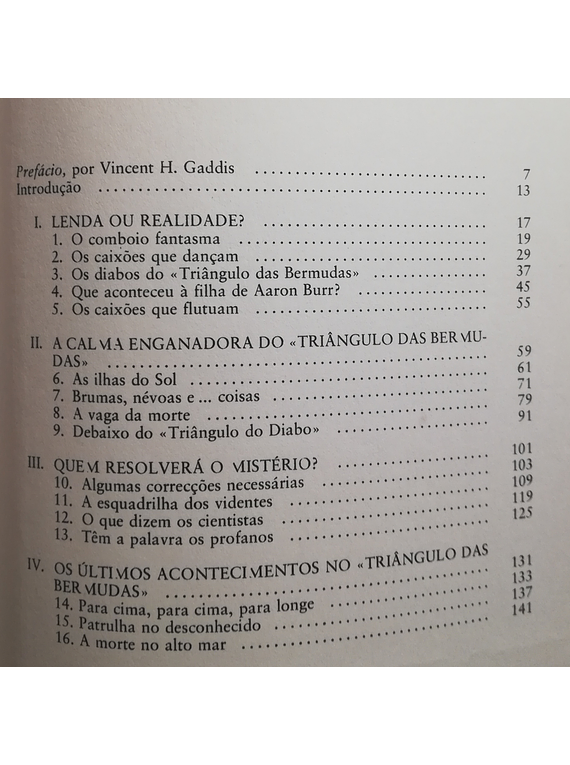 Prefácio, por Vincent H. Gaddis ................................ 7
Introdução ................................ 13
I. LENDA OU REALIDADE? ................................ 17
1. O comboio fantasma ................................ 19
2. Os caixões que dançam ................................ 29
3. Os diabos do «Triângulo das Bermudas» ................ 37
4. Que aconteceu à filha de Aaron Burr? ................ 45
5. Os caixões que flutuam ................................ 55
II. A CALMA ENGANADORA DO «TRIÂNGULO DAS BERMU-
DAS» ................................ 59
6. As ilhas do Sol ................................ 61
7. Brumas, névoas e ... coisas ................................ 71
8. A vaga da morte ................................ 79
9. Debaixo do «Triângulo do Diabo» ................ 91
III. QUEM RESOLVERÁ O MISTÉRIO? ................ 101
10. Algumas correcções necessárias ................ 103
11. A esquadrilha dos videntes ................ 109
12. O que dizem os cientistas ................ 119
13. Têm a palavra os profanos ................ 125
IV. OS ÚLTIMOS ACONTECIMENTOS NO «TRIÂNGULO DAS
BERMUDAS» ................................ 131
14. Para cima, para cima, para longe ................ 133
15. Patrulha no desconhecido ................ 137
16. A morte no alto mar ................ 141